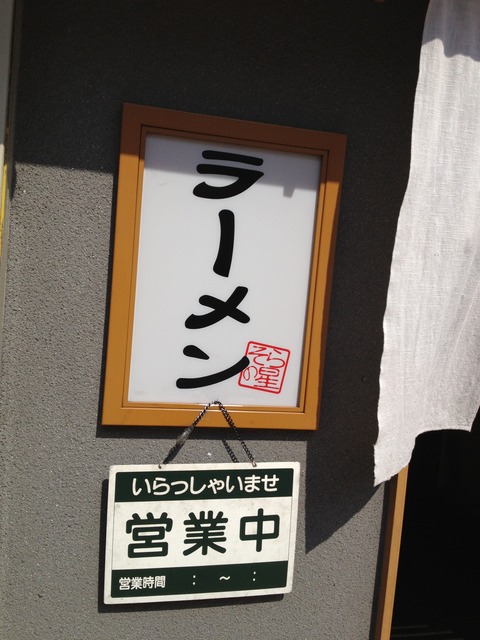 ラーメン
そらの星
いらっしゃいませ
営業中
営業時間 : ～ :